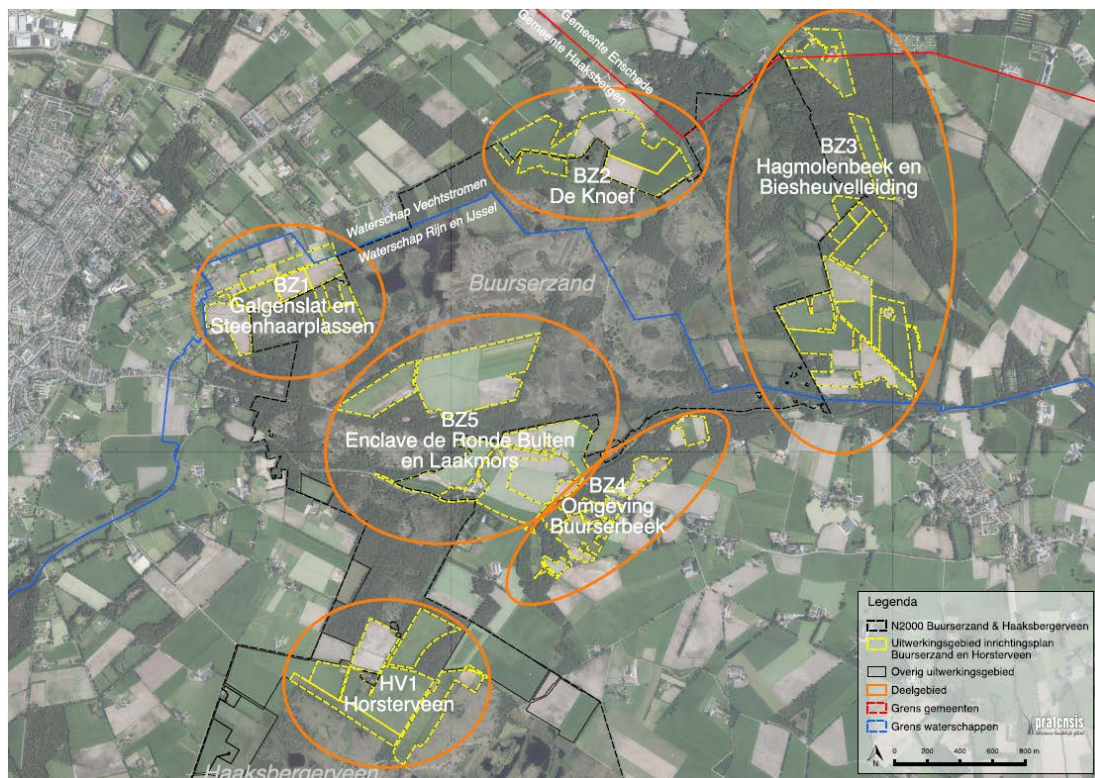 Gemeente Enschede
Gemeente Haaksbergen
BZ3
Hagmolenbeek en
Biesheuvelleiding
BZ2
De Knoef
Waterschap Vechtstromen
Waterschap Rijn en IJssel
BZ1
Galgenslat en
Steenhaarplassen
Buurserzand
BZ5
Enclave de Ronde Bulten
en Laakmors
BZ4
Omgeving
Buurserbeek
HV1
Horsterveen
Haaksbergerveen
Legenda
N2000 Buurserzand & Haaksbergerveen
Uitwerkingsgebied inrichtingsplan
Buurserzand en Horsterveen
Overig uitwerkingsgebied
Deelgebied
Grens gemeenten
Grens waterschappen
pratensis
N
0 200 400 600 800 m